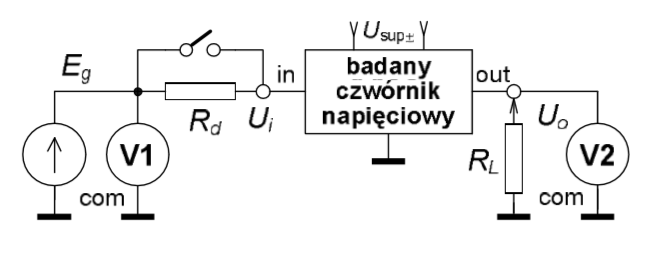 U_sup±
E_g
in
badany
out
czwórnik
R_d
U_i
napięciowy
U_o
V1
R_L
V2
com
com